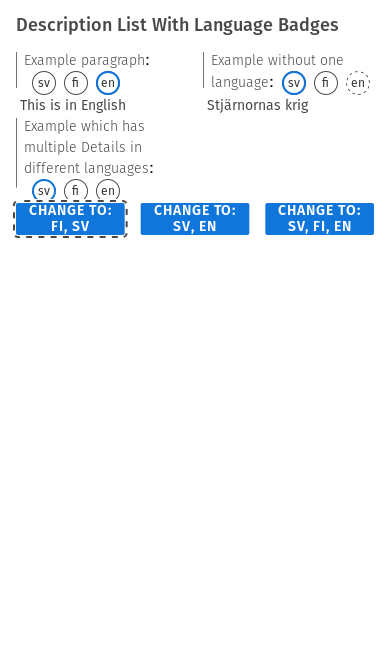 Description List With Language Badges
Example paragraph:
sv fi en
This is in English
Example without one
language: sv fi en
Stjärnornas krig
Example which has
multiple Details in
different languages:
sv fi en
CHANGE TO:
FI, SV
CHANGE TO:
SV, EN
CHANGE TO:
SV, FI, EN